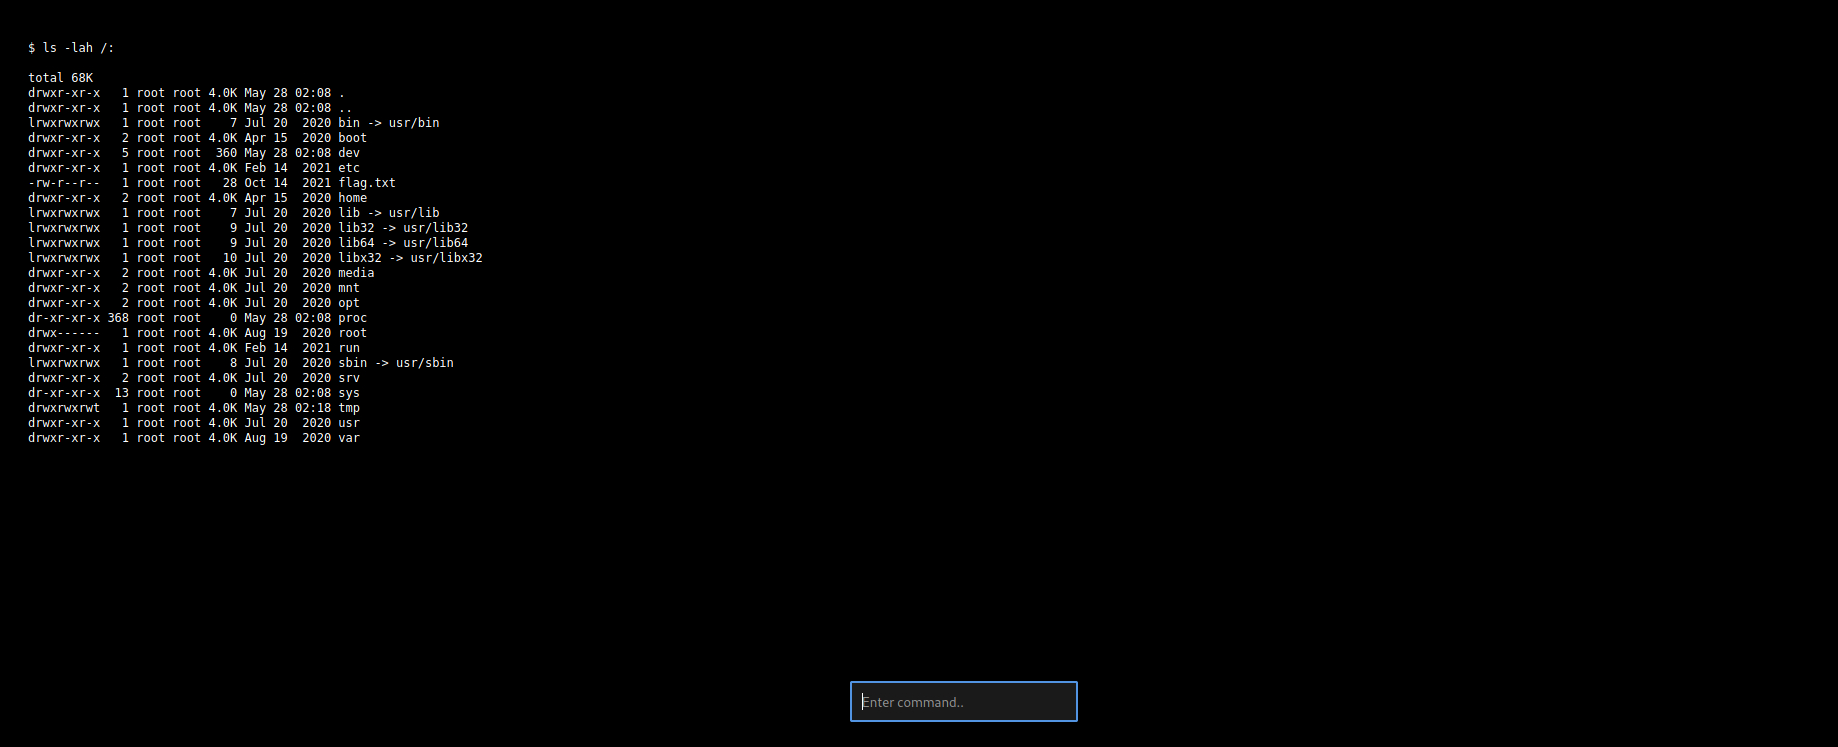 $ ls -lah /:
total 68K
drwxr-xr-x   1 root root 4.0K May 28 02:08 .
drwxr-xr-x   1 root root 4.0K May 28 02:08 ..
lrwxrwxrwx   1 root root    7 Jul 20  2020 bin -> usr/bin
drwxr-xr-x   2 root root 4.0K Apr 15  2020 boot
drwxr-xr-x   5 root root  360 May 28 02:08 dev
drwxr-xr-x   1 root root 4.0K Feb 14  2021 etc
-rw-r--r--   1 root root   28 Oct 14  2021 flag.txt
drwxr-xr-x   2 root root 4.0K Apr 15  2020 home
lrwxrwxrwx   1 root root    7 Jul 20  2020 lib -> usr/lib
lrwxrwxrwx   1 root root    9 Jul 20  2020 lib32 -> usr/lib32
lrwxrwxrwx   1 root root    9 Jul 20  2020 lib64 -> usr/lib64
lrwxrwxrwx   1 root root   10 Jul 20  2020 libx32 -> usr/libx32
drwxr-xr-x   2 root root 4.0K Jul 20  2020 media
drwxr-xr-x   2 root root 4.0K Jul 20  2020 mnt
drwxr-xr-x   2 root root 4.0K Jul 20  2020 opt
dr-xr-xr-x 368 root root    0 May 28 02:08 proc
drwx------   1 root root 4.0K Aug 19  2020 root
drwxr-xr-x   1 root root 4.0K Feb 14  2021 run
lrwxrwxrwx   1 root root    8 Jul 20  2020 sbin -> usr/sbin
drwxr-xr-x   2 root root 4.0K Jul 20  2020 srv
dr-xr-xr-x  13 root root    0 May 28 02:08 sys
drwxrwxrwt   1 root root 4.0K May 28 02:18 tmp
drwxr-xr-x   1 root root 4.0K Jul 20  2020 usr
drwxr-xr-x   1 root root 4.0K Aug 19  2020 var
Enter command..